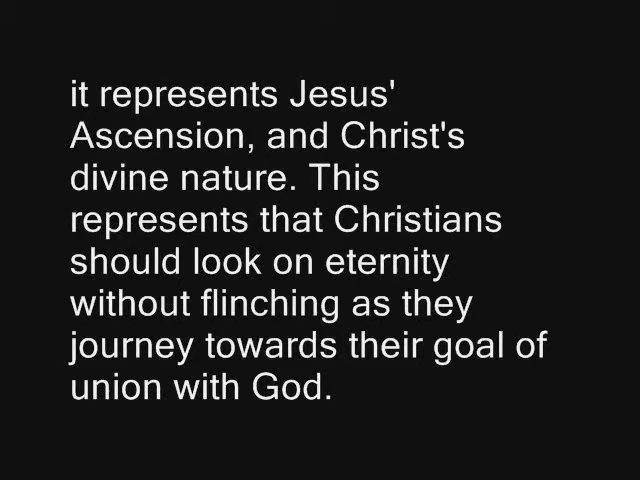 it represents Jesus'
Ascension, and Christ's
divine nature. This
represents that Christians
should look on eternity
without flinching as they
journey towards their goal of
union with God.